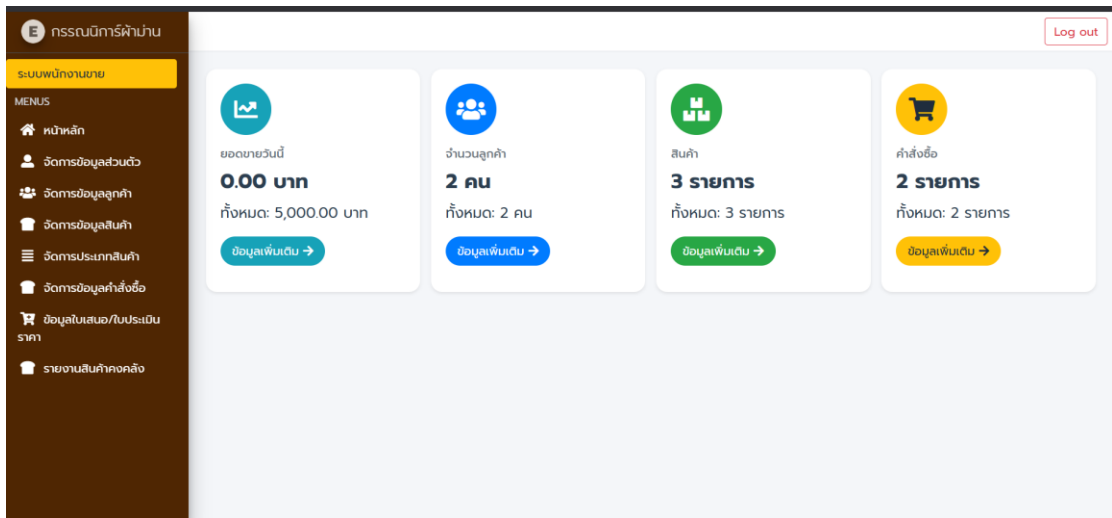 E กรรณนิการ์ผ้าม่าน
Log out
ระบบพนักงานขาย
MENUS
หน้าหลัก
จัดการข้อมูลส่วนตัว
จัดการข้อมูลลูกค้า
จัดการข้อมูลสินค้า
จัดการประเภทสินค้า
จัดการข้อมูลคำสั่งซื้อ
ข้อมูลใบเสนอ/ใบประเมิน
ราคา
รายงานสินค้าคงคลัง
ยอดขายวันนี้
0.00 บาท
ทั้งหมด: 5,000.00 บาท
ข้อมูลเพิ่มเติม →
จำนวนลูกค้า
2 คน
ทั้งหมด: 2 คน
ข้อมูลเพิ่มเติม →
สินค้า
3 รายการ
ทั้งหมด: 3 รายการ
ข้อมูลเพิ่มเติม →
คำสั่งซื้อ
2 รายการ
ทั้งหมด: 2 รายการ
ข้อมูลเพิ่มเติม →